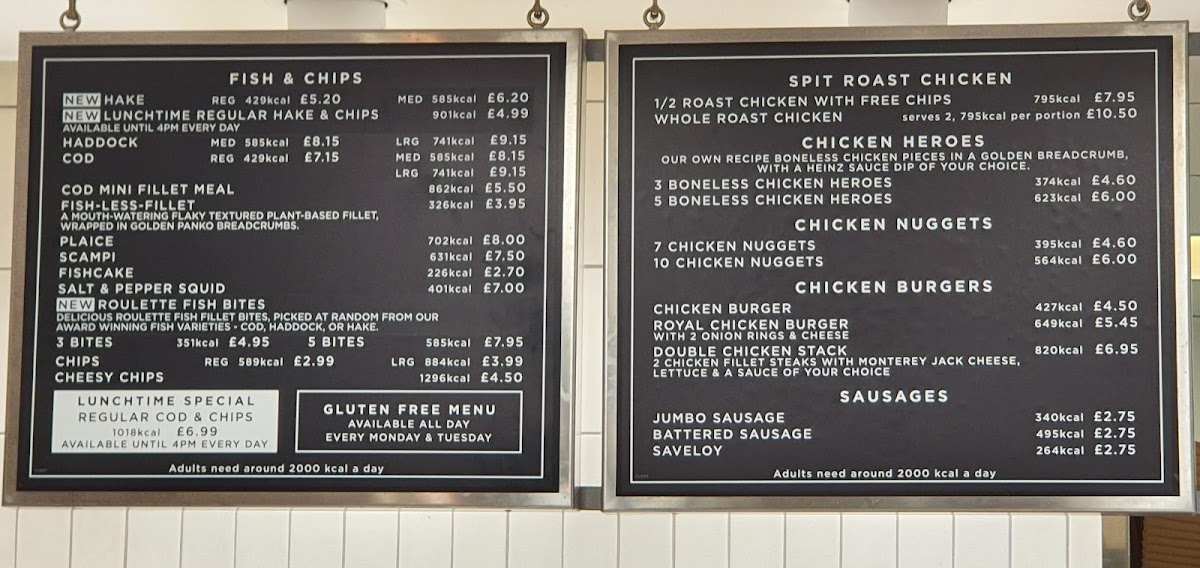 FISH & CHIPS
NEW HAKE REG 429kcal £5.20 MED 585kcal £6.20
NEW LUNCHTIME REGULAR HAKE & CHIPS 901kcal £4.99
AVAILABLE UNTIL 4PM EVERY DAY
HADDOCK MED 585kcal £8.15 LRG 741kcal £9.15
COD REG 429kcal £7.15 MED 585kcal £8.15
LRG 741kcal £9.15
COD MINI FILLET MEAL 862kcal £5.50
FISH-LESS-FILLET 326kcal £3.95
A MOUTH-WATERING FLAKY TEXTURED PLANT-BASED FILLET,
WRAPPED IN GOLDEN PANKO BREADCRUMBS.
PLAICE 702kcal £8.00
SCAMPI 631kcal £7.50
FISHCAKE 226kcal £2.70
SALT & PEPPER SQUID 401kcal £7.00
NEW ROULETTE FISH BITES
DELICIOUS ROULETTE FISH FILLET BITES, PICKED AT RANDOM FROM OUR
AWARD WINNING FISH VARIETIES - COD, HADDOCK, OR HAKE.
3 BITES 351kcal £4.95 5 BITES 585kcal £7.95
CHIPS REG 589kcal £2.99 LRG 884kcal £3.99
CHEESY CHIPS 1296kcal £4.50
LUNCHTIME SPECIAL
REGULAR COD & CHIPS
1018kcal £6.99
AVAILABLE UNTIL 4PM EVERY DAY
GLUTEN FREE MENU
AVAILABLE ALL DAY
EVERY MONDAY & TUESDAY
Adults need around 2000 kcal a day
SPIT ROAST CHICKEN
1/2 ROAST CHICKEN WITH FREE CHIPS 795kcal £7.95
WHOLE ROAST CHICKEN serves 2, 795kcal per portion £10.50
CHICKEN HEROES
OUR OWN RECIPE BONELESS CHICKEN PIECES IN A GOLDEN BREADCRUMB,
WITH A HEINZ SAUCE DIP OF YOUR CHOICE.
3 BONELESS CHICKEN HEROES 374kcal £4.60
5 BONELESS CHICKEN HEROES 623kcal £6.00
CHICKEN NUGGETS
7 CHICKEN NUGGETS 395kcal £4.60
10 CHICKEN NUGGETS 564kcal £6.00
CHICKEN BURGERS
CHICKEN BURGER 427kcal £4.50
ROYAL CHICKEN BURGER 649kcal £5.45
WITH 2 ONION RINGS & CHEESE
DOUBLE CHICKEN STACK 820kcal £6.95
2 CHICKEN FILLET STEAKS WITH MONTEREY JACK CHEESE,
LETTUCE & A SAUCE OF YOUR CHOICE
SAUSAGES
JUMBO SAUSAGE 340kcal £2.75
BATTERED SAUSAGE 495kcal £2.75
SAVELOY 264kcal £2.75
Adults need around 2000 kcal a day